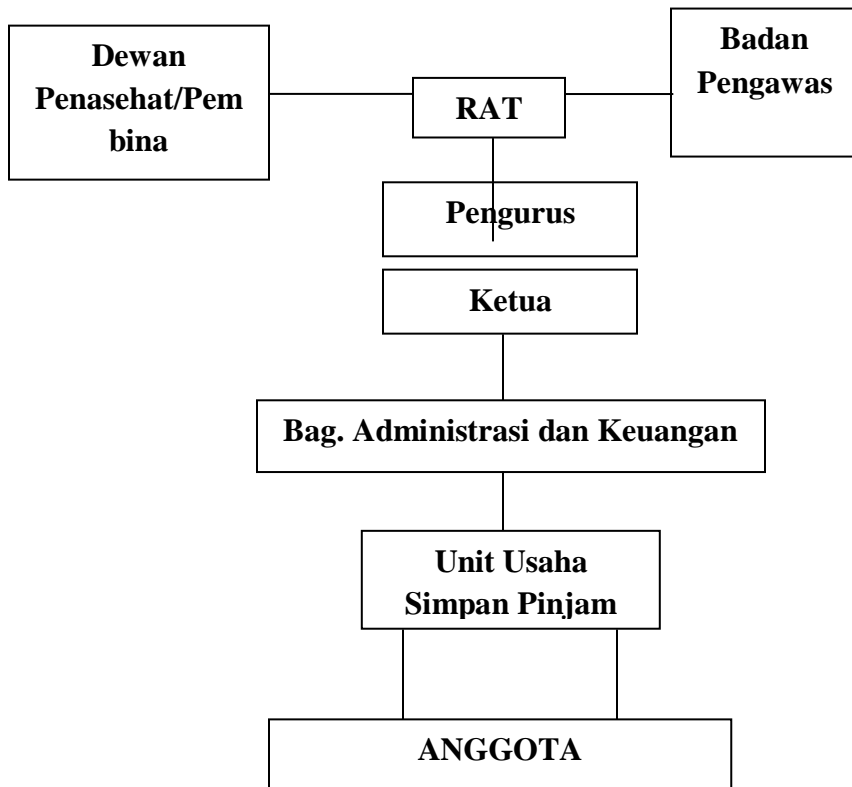 Dewan
Penasehat/Pem
bina
Badan
Pengawas
RAT
Pengurus
Ketua
Bag. Administrasi dan Keuangan
Unit Usaha
Simpan Pinjam
ANGGOTA